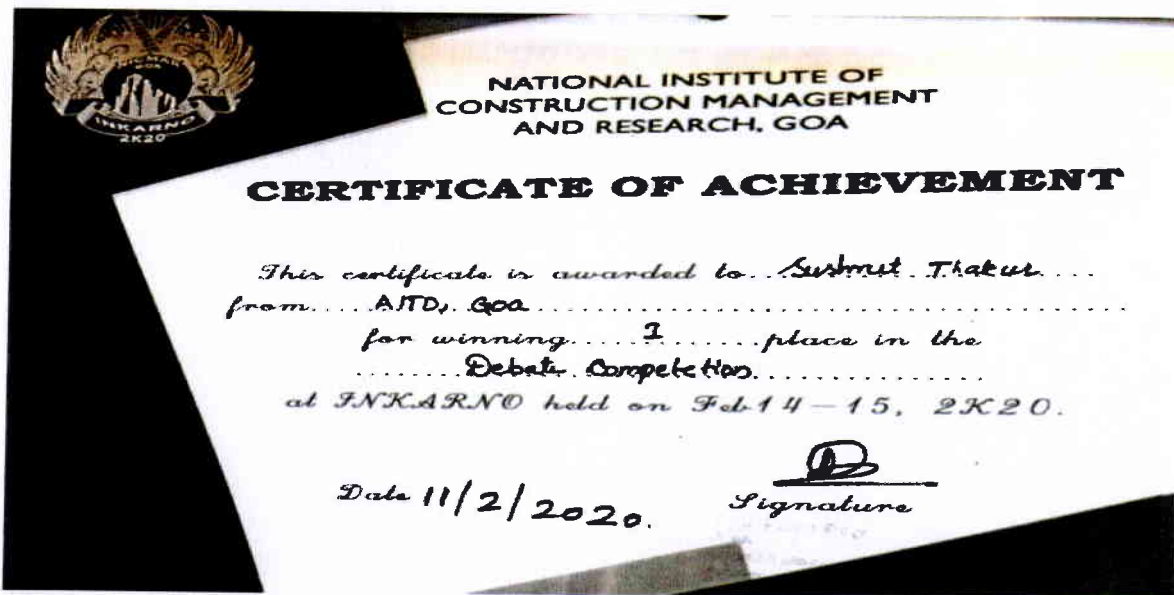 NICMAR
INKARNO
2K20
NATIONAL INSTITUTE OF
CONSTRUCTION MANAGEMENT
AND RESEARCH, GOA
CERTIFICATE OF ACHIEVEMENT
This certificate is awarded to...Sushmit Thakur....
from.....AITD, Goa..............................
for winning.....I.......place in the
........Debate Competetion................
at INKARNO held on Feb 14-15, 2K20.
Date 11/2/2020.
Signature